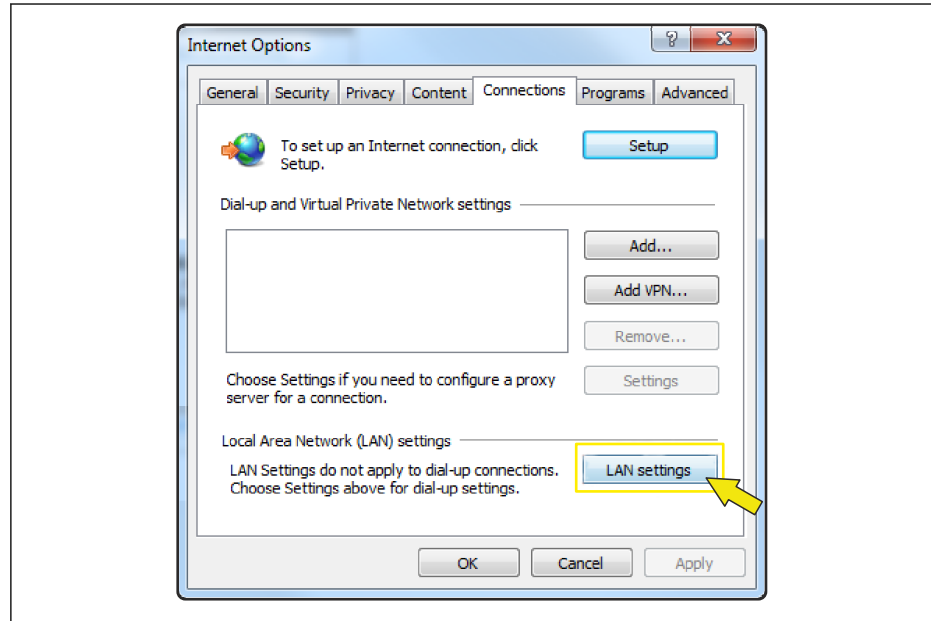 Internet Options
General Security Privacy Content Connections Programs Advanced
To set up an Internet connection, click
Setup.
Setup
Dial-up and Virtual Private Network settings
Add...
Add VPN...
Remove...
Choose Settings if you need to configure a proxy
server for a connection.
Settings
Local Area Network (LAN) settings
LAN Settings do not apply to dial-up connections.
Choose Settings above for dial-up settings.
LAN settings
OK Cancel Apply